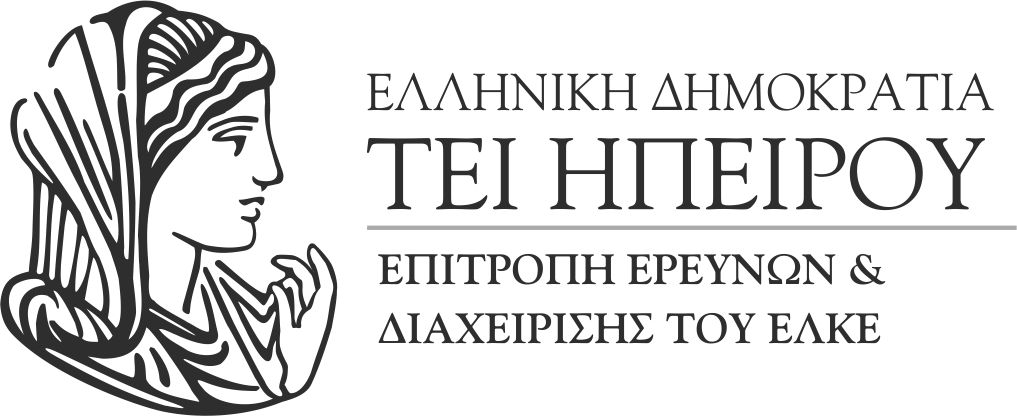 ΕΛΛΗΝΙΚΗ ΔΗΜΟΚΡΑΤΙΑ
ΤΕΙ ΗΠΕΙΡΟΥ
ΕΠΙΤΡΟΠΗ ΕΡΕΥΝΩΝ &
ΔΙΑΧΕΙΡΙΣΗΣ ΤΟΥ ΕΛΚΕ